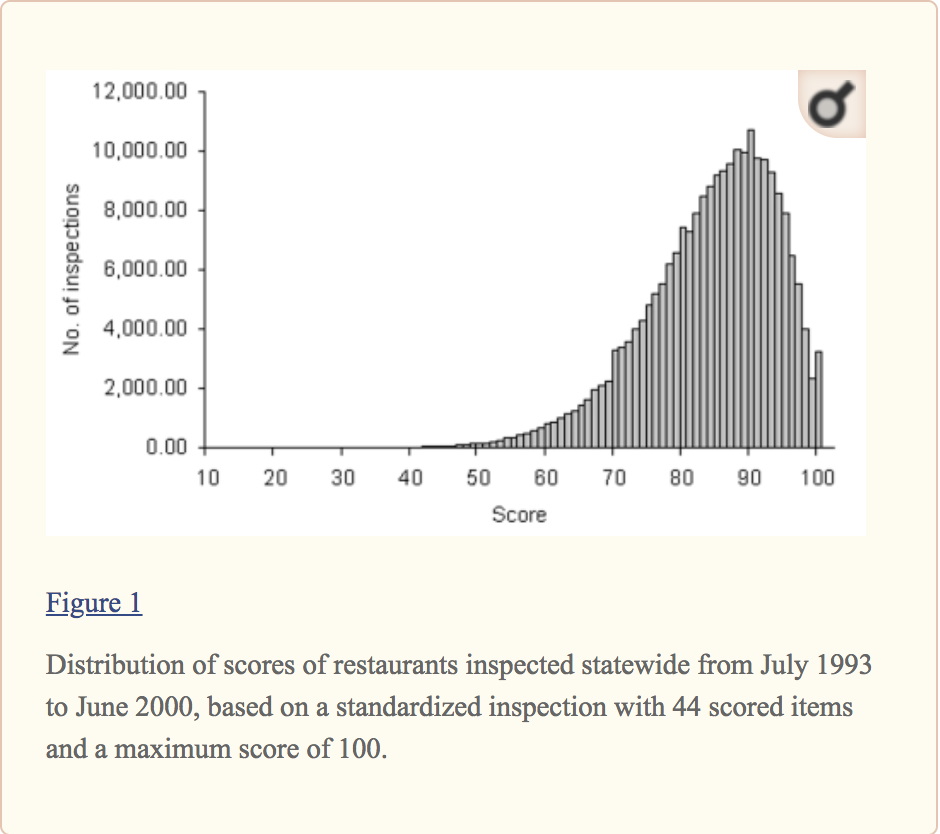 12,000.00
10,000.00
8,000.00
6,000.00
4,000.00
2,000.00
0.00
No. of inspections
10 20 30 40 50 60 70 80 90 100
Score
Figure 1
Distribution of scores of restaurants inspected statewide from July 1993
to June 2000, based on a standardized inspection with 44 scored items
and a maximum score of 100.